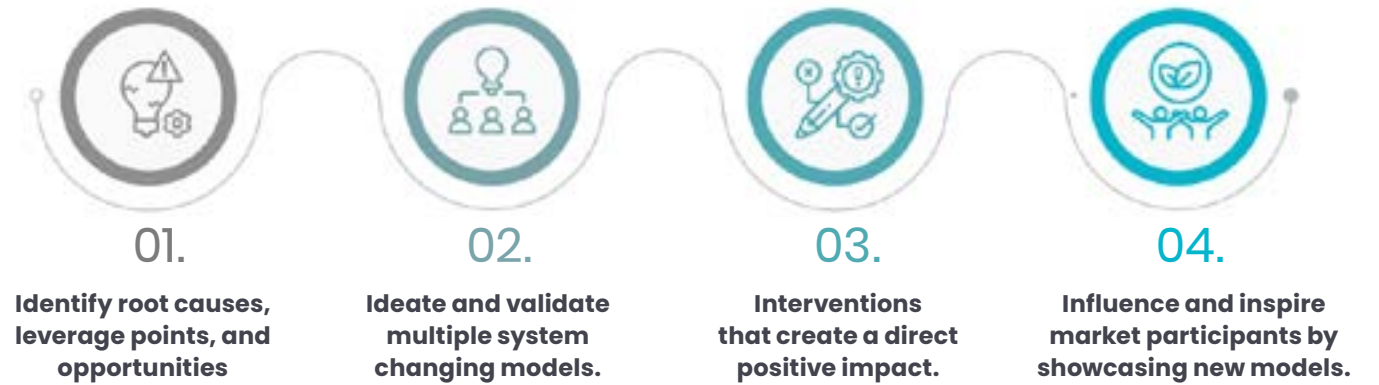 01.
Identify root causes,
leverage points, and
opportunities
02.
Ideate and validate
multiple system
changing models.
03.
Interventions
that create a direct
positive impact.
04.
Influence and inspire
market participants by
showcasing new models.